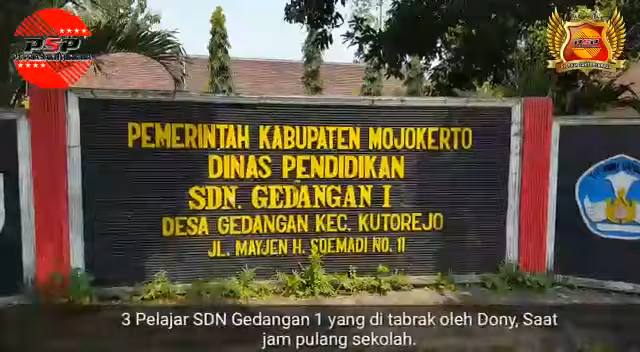 PSP
PSP
PEMERINTAH KABUPATEN MOJOKERTO
DINAS PENDIDIKAN
SDN. GEDANGAN I
DESA GEDANGAN KEC. KUTOREJO
JL. MAYJEN H. SOEMADI NO. 11
3 Pelajar SDN Gedangan 1 yang di tabrak oleh Dony, Saat
jam pulang sekolah.